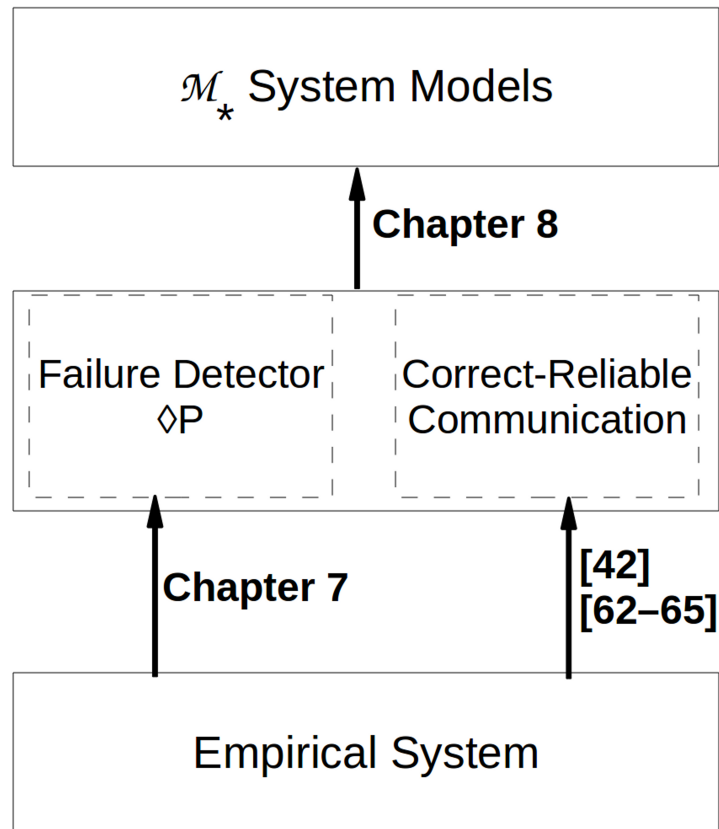 ℳ* System Models
Chapter 8
Failure Detector
◊P
Correct-Reliable
Communication
Chapter 7
[42]
[62–65]
Empirical System